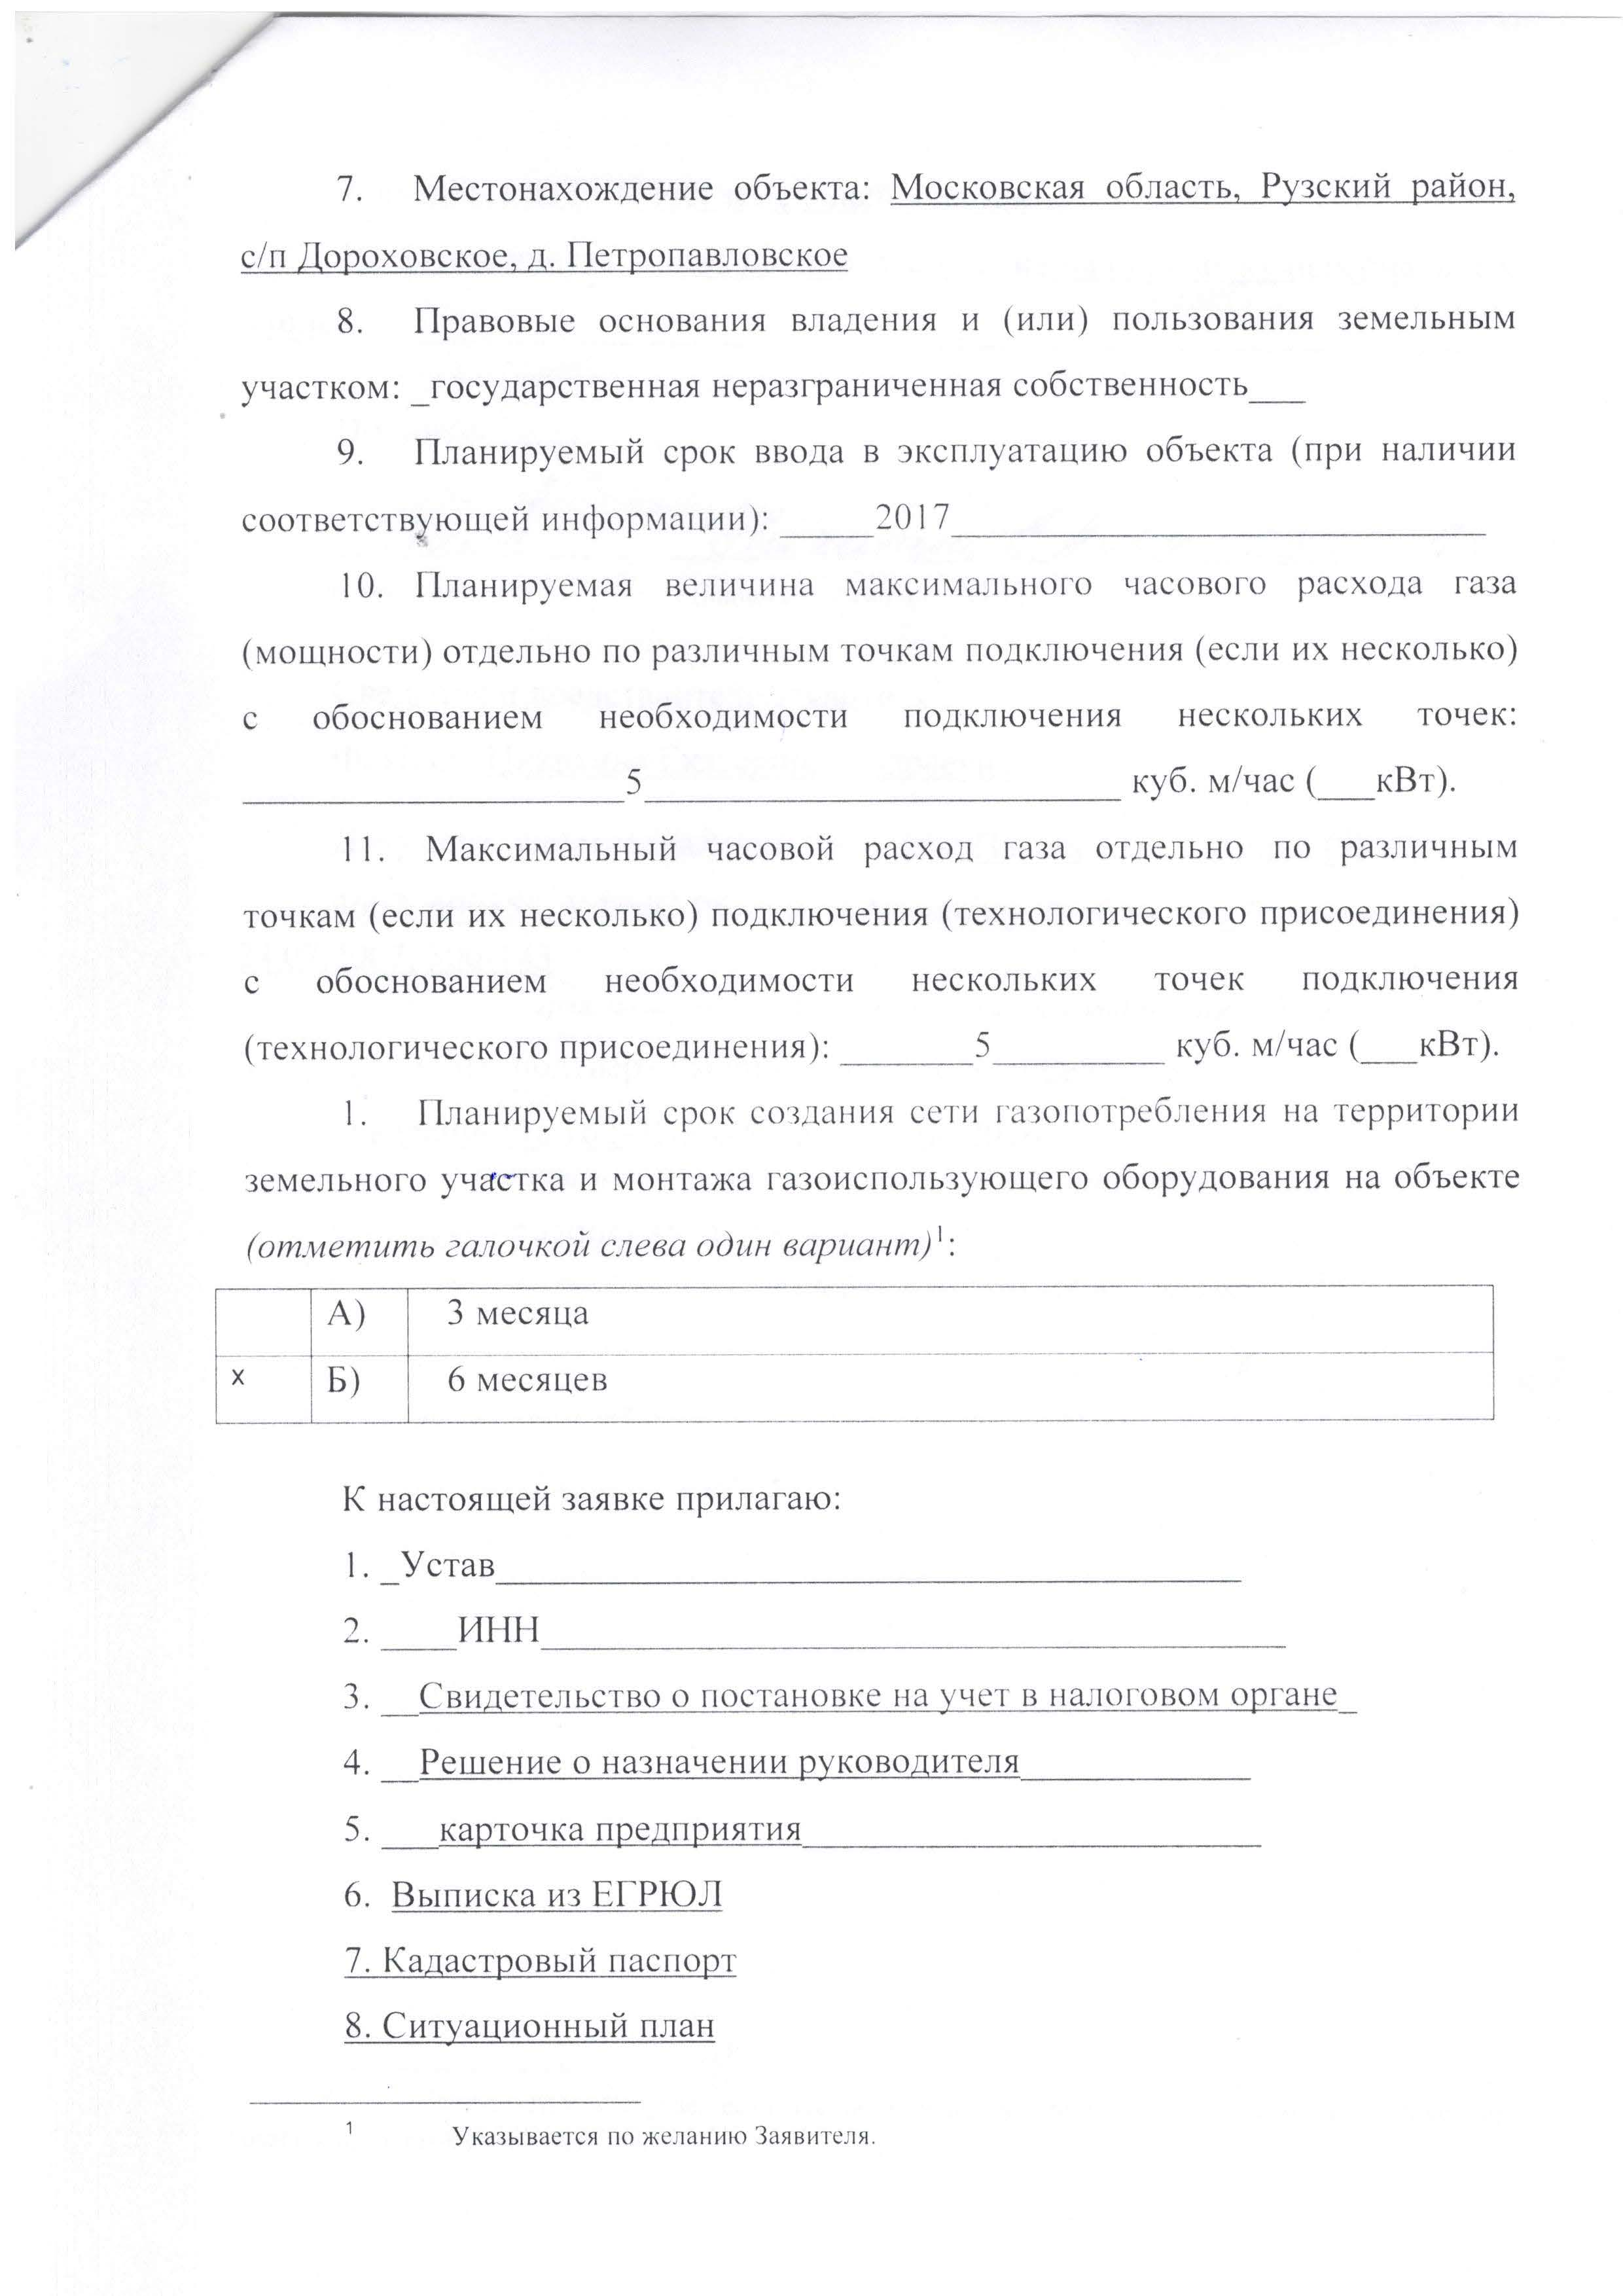 7. Местонахождение объекта: Московская область, Рузский район,
с/п Дороховское, д. Петропавловское
8. Правовые основания владения и (или) пользования земельным
участком: _государственная неразграниченная собственность___
9. Планируемый срок ввода в эксплуатацию объекта (при наличии
соответствующей информации): _____2017____________________________
10. Планируемая величина максимального часового расхода газа
(мощности) отдельно по различным точкам подключения (если их несколько)
с обоснованием необходимости подключения нескольких точек:
____________________5_________________________ куб. м/час (___кВт).
11. Максимальный часовой расход газа отдельно по различным
точкам (если их несколько) подключения (технологического присоединения)
с обоснованием необходимости нескольких точек подключения
(технологического присоединения): _______5_________ куб. м/час (___кВт).
1. Планируемый срок создания сети газопотребления на территории
земельного участка и монтажа газоиспользующего оборудования на объекте
(отметить галочкой слева один вариант)1:
А) 3 месяца
х Б) 6 месяцев
К настоящей заявке прилагаю:
1. _Устав_______________________________________
2. ____ИНН_______________________________________
3. __Свидетельство о постановке на учет в налоговом органе_
4. __Решение о назначении руководителя____________
5. ___карточка предприятия________________________
6. Выписка из ЕГРЮЛ
7. Кадастровый паспорт
8. Ситуационный план
1 Указывается по желанию Заявителя.